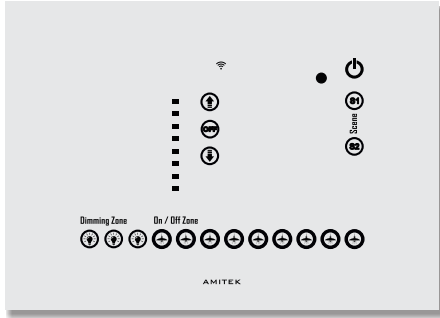 S1
OFF
Scene
S2
Dimming Zone
On / Off Zone
AMITEK